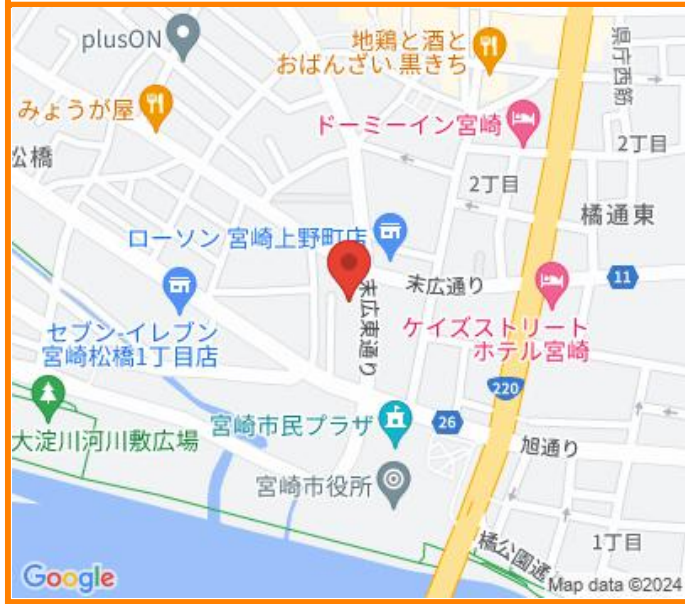 plusON
地鶏と酒と
おばんざい 黒きち
県庁西筋
みょうが屋
ドーミーイン宮崎
2丁目
松橋
2丁目
橘通東
ローソン 宮崎上野町店
末広通り
11
末広東通り
セブン-イレブン
宮崎松橋1丁目店
ケイズストリート
ホテル宮崎
220
大淀川河川敷広場
宮崎市民プラザ
26
旭通り
宮崎市役所
1丁目
橘公園通
Google
Map data ©2024